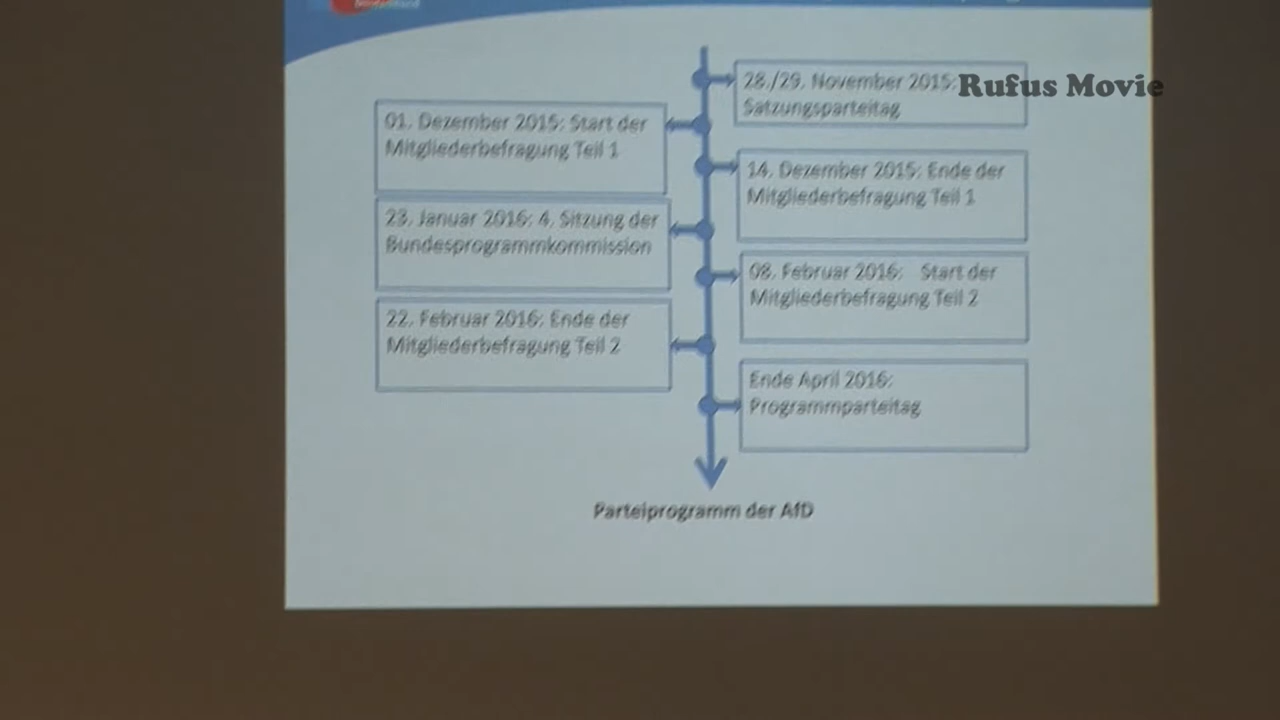 28./29. November 2015:
Satzungsparteitag
Rufus Movie
01. Dezember 2015: Start der
Mitgliederbefragung Teil 1
14. Dezember 2015: Ende der
Mitgliederbefragung Teil 1
23. Januar 2016: 4. Sitzung der
Bundesprogrammkommission
08. Februar 2016: Start der
Mitgliederbefragung Teil 2
22. Februar 2016: Ende der
Mitgliederbefragung Teil 2
Ende April 2016:
Programmparteitag
Parteiprogramm der AfD